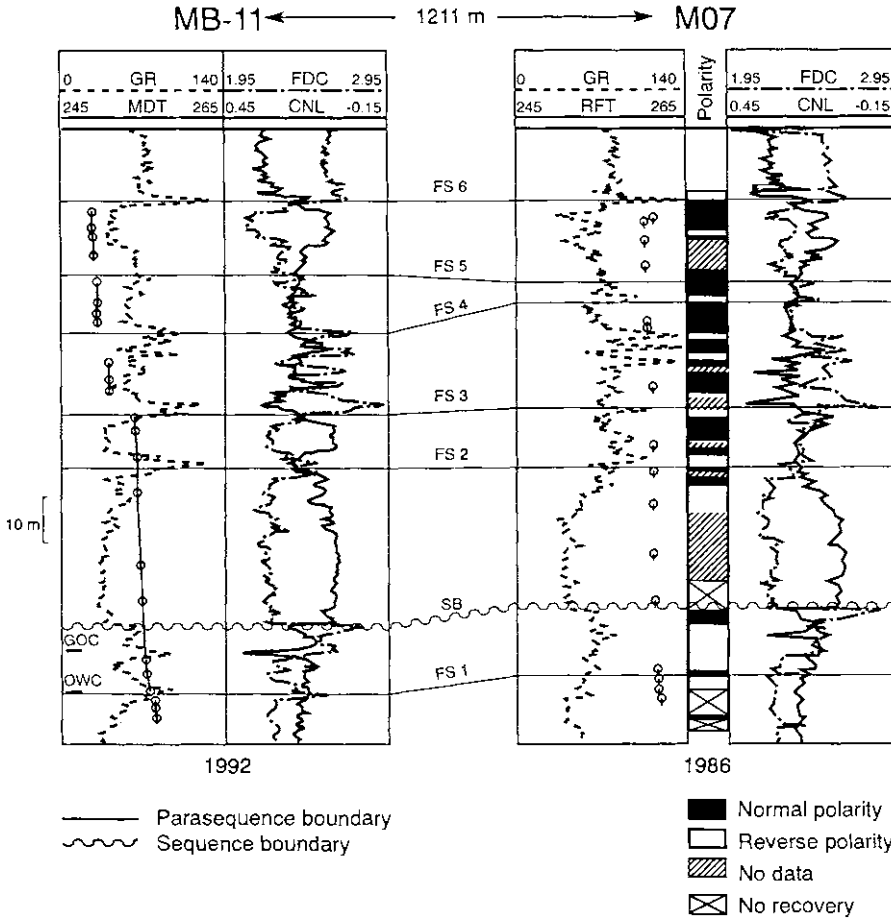 MB-11 1211 m M07
0 GR 140 1.95 FDC 2.95
245 MDT 265 0.45 CNL -0.15
0 GR 140 Polarity 1.95 FDC 2.95
245 RFT 265 0.45 CNL -0.15
FS 6
FS 5
FS 4
FS 3
FS 2
10 m
SB
GOC
OWC
FS 1
1992 1986
Parasequence boundary
Sequence boundary
Normal polarity
Reverse polarity
No data
No recovery